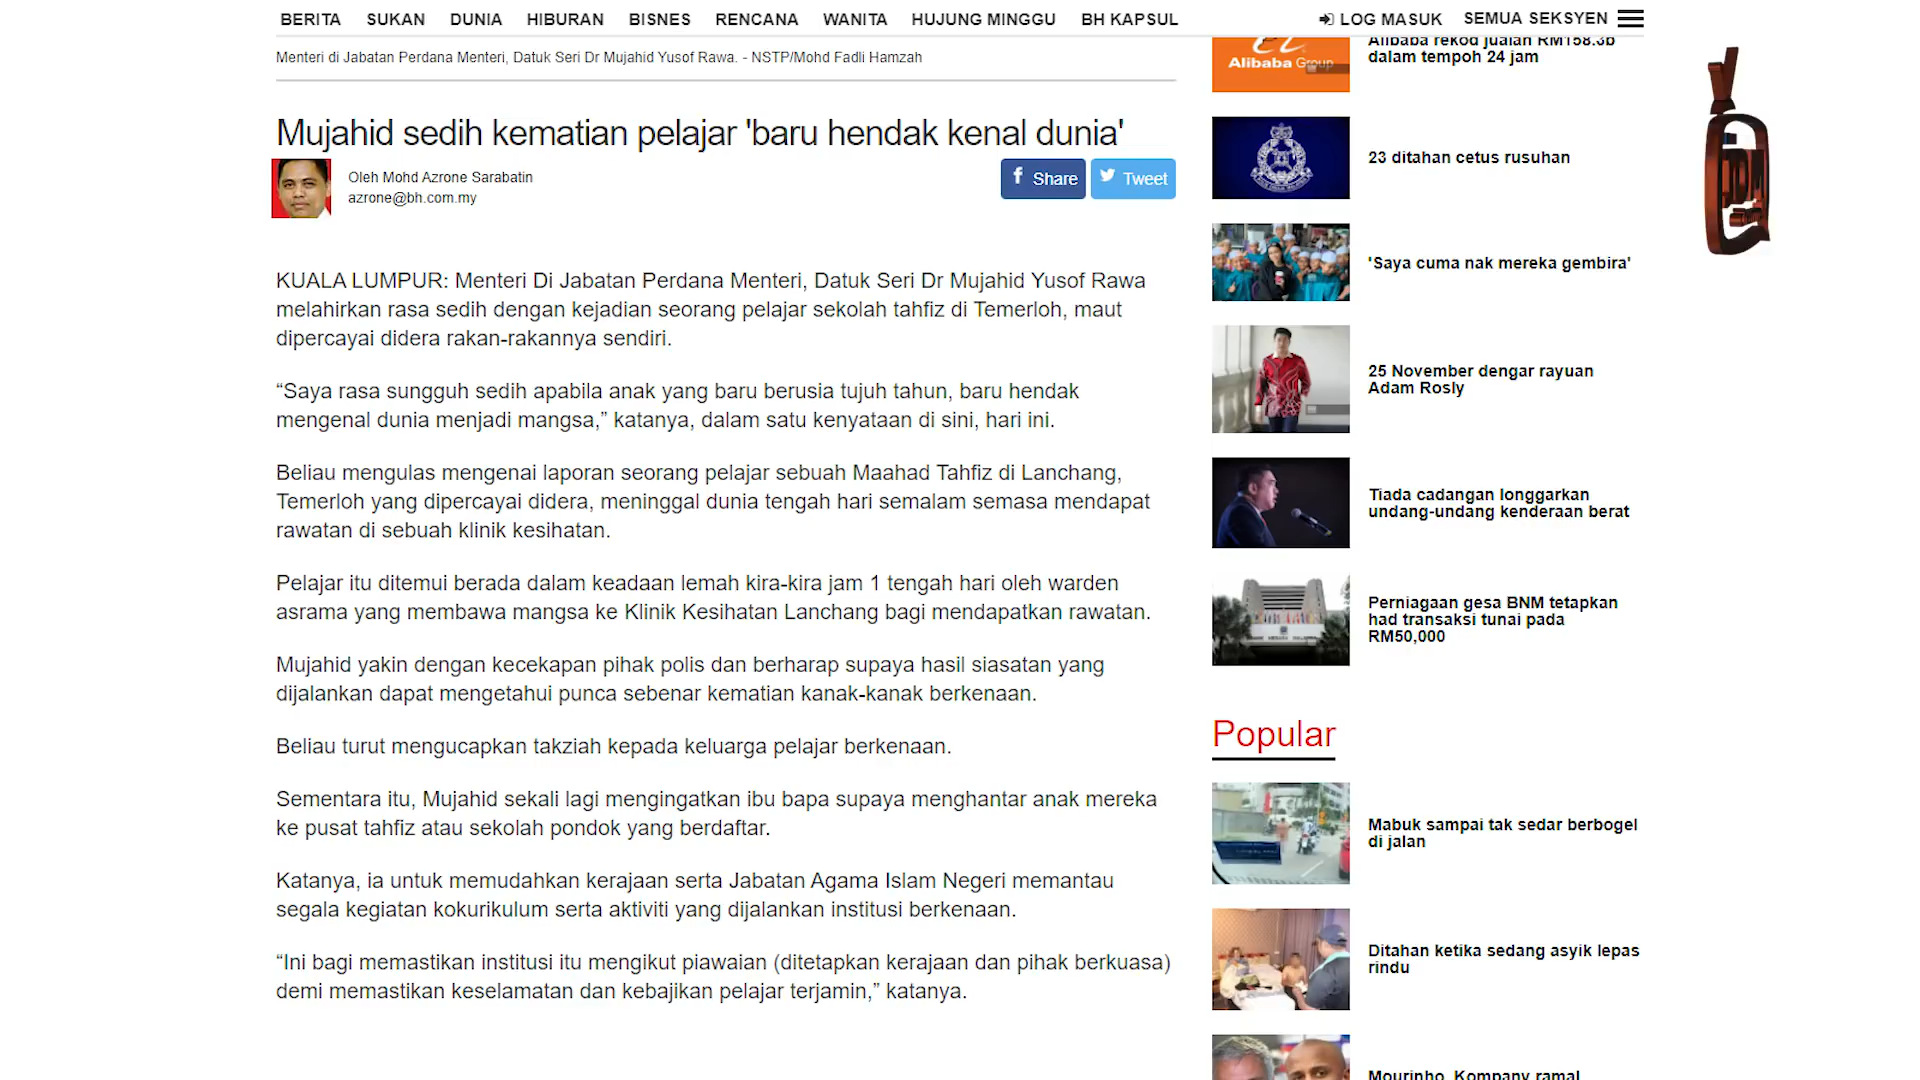 BERITA SUKAN DUNIA HIBURAN BISNES RENCANA WANITA HUJUNG MINGGU BH KAPSUL LOG MASUK SEMUA SEKSYEN
Menteri di Jabatan Perdana Menteri, Datuk Seri Dr Mujahid Yusof Rawa. - NSTP/Mohd Fadli Hamzah
Mujahid sedih kematian pelajar 'baru hendak kenal dunia'
Oleh Mohd Azrone Sarabatin
azrone@bh.com.my
Share Tweet
KUALA LUMPUR: Menteri Di Jabatan Perdana Menteri, Datuk Seri Dr Mujahid Yusof Rawa
melahirkan rasa sedih dengan kejadian seorang pelajar sekolah tahfiz di Temerloh, maut
dipercayai didera rakan-rakannya sendiri.
“Saya rasa sungguh sedih apabila anak yang baru berusia tujuh tahun, baru hendak
mengenal dunia menjadi mangsa,” katanya, dalam satu kenyataan di sini, hari ini.
Beliau mengulas mengenai laporan seorang pelajar sebuah Maahad Tahfiz di Lanchang,
Temerloh yang dipercayai didera, meninggal dunia tengah hari semalam semasa mendapat
rawatan di sebuah klinik kesihatan.
Pelajar itu ditemui berada dalam keadaan lemah kira-kira jam 1 tengah hari oleh warden
asrama yang membawa mangsa ke Klinik Kesihatan Lanchang bagi mendapatkan rawatan.
Mujahid yakin dengan kecekapan pihak polis dan berharap supaya hasil siasatan yang
dijalankan dapat mengetahui punca sebenar kematian kanak-kanak berkenaan.
Beliau turut mengucapkan takziah kepada keluarga pelajar berkenaan.
Sementara itu, Mujahid sekali lagi mengingatkan ibu bapa supaya menghantar anak mereka
ke pusat tahfiz atau sekolah pondok yang berdaftar.
Katanya, ia untuk memudahkan kerajaan serta Jabatan Agama Islam Negeri memantau
segala kegiatan kokurikulum serta aktiviti yang dijalankan institusi berkenaan.
“Ini bagi memastikan institusi itu mengikut piawaian (ditetapkan kerajaan dan pihak berkuasa)
demi memastikan keselamatan dan kebajikan pelajar terjamin,” katanya.
Alibaba Group
Alibaba rekod jualan RM158.3b
dalam tempoh 24 jam
23 ditahan cetus rusuhan
'Saya cuma nak mereka gembira'
25 November dengar rayuan
Adam Rosly
Tiada cadangan longgarkan
undang-undang kenderaan berat
Perniagaan gesa BNM tetapkan
had transaksi tunai pada
RM50,000
Popular
Mabuk sampai tak sedar berbogel
di jalan
Ditahan ketika sedang asyik lepas
rindu
Mourinho, Kompany ramal